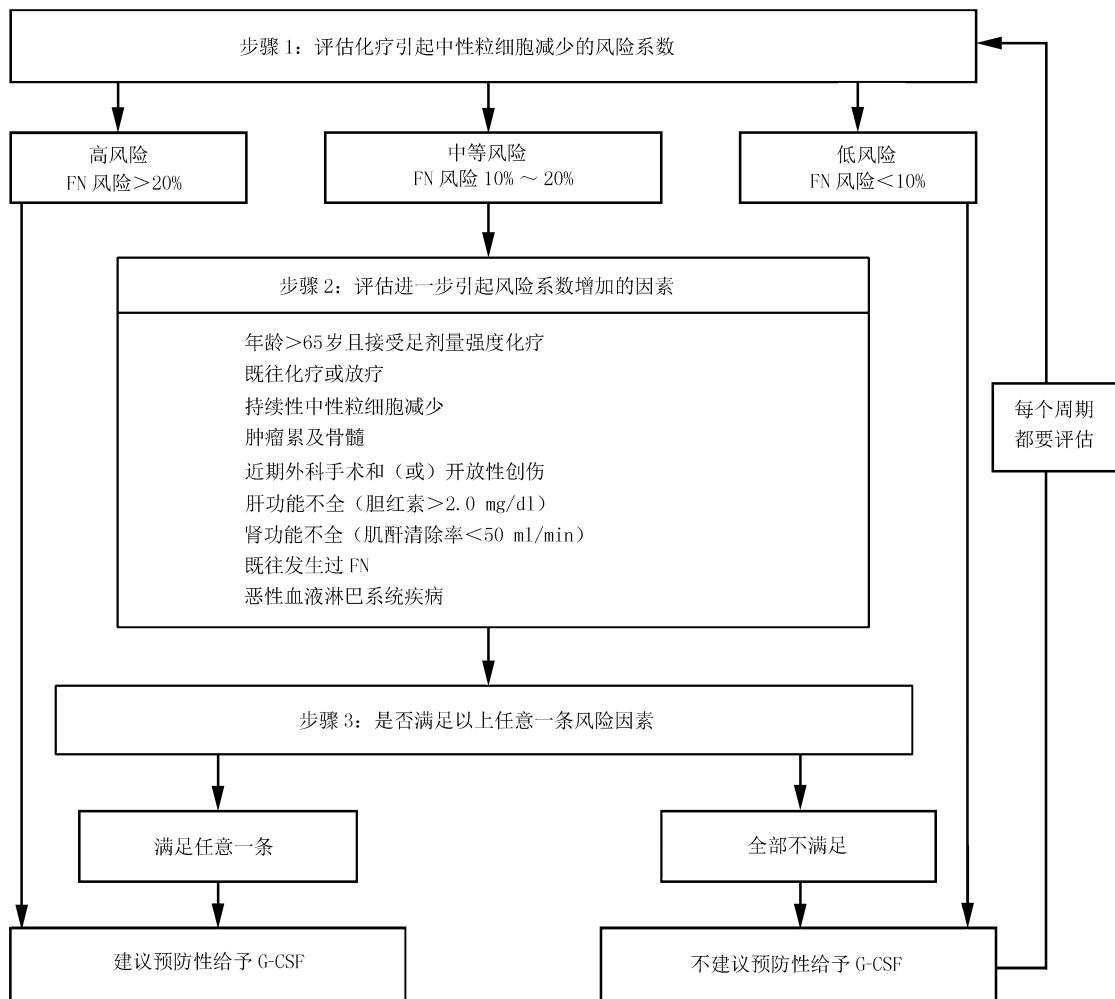 步骤 1：评估化疗引起中性粒细胞减少的风险系数
高风险
FN 风险＞20%
中等风险
FN 风险 10% ～ 20%
低风险
FN 风险＜10%
步骤 2：评估进一步引起风险系数增加的因素
年龄＞65岁且接受足剂量强度化疗
既往化疗或放疗
持续性中性粒细胞减少
肿瘤累及骨髓
近期外科手术和（或）开放性创伤
肝功能不全（胆红素＞2.0 mg/dl）
肾功能不全（肌酐清除率＜50 ml/min）
既往发生过 FN
恶性血液淋巴系统疾病
每个周期
都要评估
步骤 3：是否满足以上任意一条风险因素
满足任意一条
全部不满足
建议预防性给予 G-CSF
不建议预防性给予 G-CSF